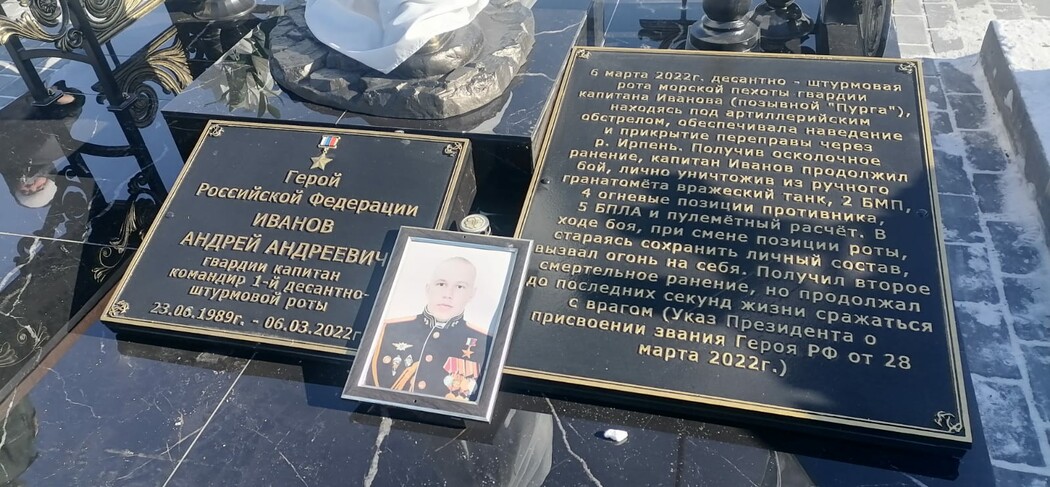 Герой
Российской Федерации
ИВАНОВ
АНДРЕЙ АНДРЕЕВИЧ
гвардии капитан
командир 1-й десантно-
штурмовой роты
23.06.1989г. – 06.03.2022г
6 марта 2022г. десантно - штурмовая
рота морской пехоты гвардии
капитана Иванова (позывной "Пурга"),
находясь под артиллерийским
обстрелом, обеспечивала наведение
и прикрытие переправы через
р. Ирпень. Получив осколочное
ранение, капитан Иванов продолжил
бой, лично уничтожив из ручного
гранатомёта вражеский танк, 2 БМП,
4 огневые позиции противника,
5 БПЛА и пулемётный расчёт. В
ходе боя, при смене позиции роты,
стараясь сохранить личный состав,
вызвал огонь на себя. Получил второе
смертельное ранение, но продолжал
до последних секунд жизни сражаться
с врагом (Указ Президента о
присвоении звания Героя РФ от 28
марта 2022г.)